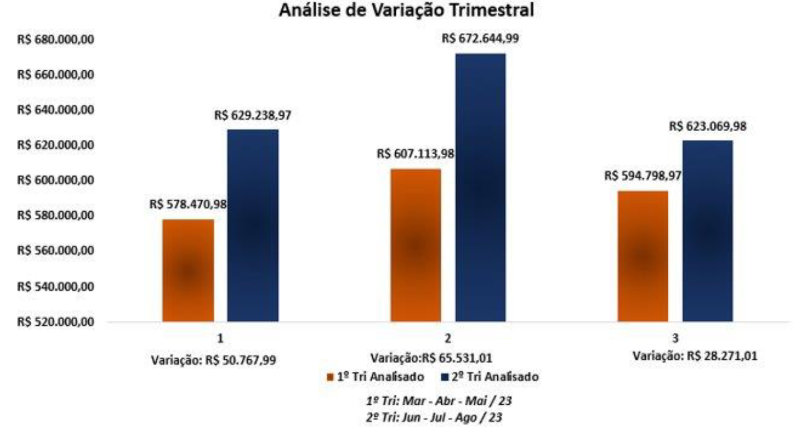 Análise de Variação Trimestral
R$ 680.000,00
R$ 660.000,00
R$ 640.000,00
R$ 620.000,00
R$ 600.000,00
R$ 580.000,00
R$ 560.000,00
R$ 540.000,00
R$ 520.000,00
R$ 578.470,98
R$ 629.238,97
R$ 607.113,98
R$ 672.644,99
R$ 594.798,97
R$ 623.069,98
1
2
3
Variação: R$ 50.767,99
Variação:R$ 65.531,01
Variação: R$ 28.271,01
1º Tri Analisado
2º Tri Analisado
1º Tri: Mar - Abr - Mai / 23
2º Tri: Jun - Jul - Ago / 23